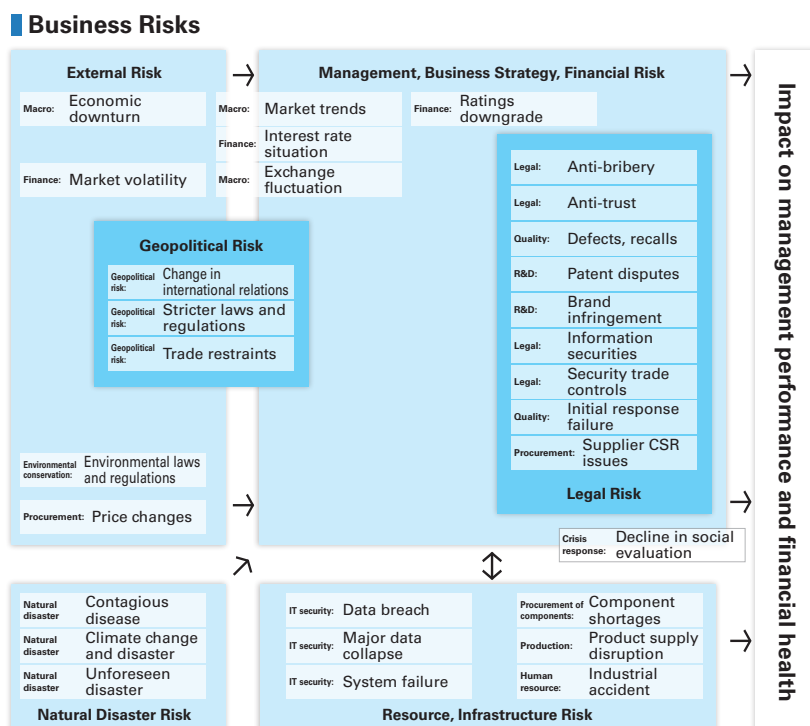 Business Risks
External Risk
Macro: Economic
downturn
Finance: Market volatility
Management, Business Strategy, Financial Risk
Macro: Market trends
Finance: Interest rate
situation
Macro: Exchange
fluctuation
Finance: Ratings
downgrade
Geopolitical Risk
Geopolitical risk: Change in
international relations
Geopolitical risk: Stricter laws and
regulations
Geopolitical risk: Trade restraints
Legal: Anti-bribery
Legal: Anti-trust
Quality: Defects, recalls
R&D: Patent disputes
R&D: Brand
infringement
Legal: Information
securities
Legal: Security trade
controls
Quality: Initial response
failure
Procurement: Supplier CSR
issues
Legal Risk
Environmental conservation: Environmental laws
and regulations
Procurement: Price changes
Crisis response: Decline in social
evaluation
Natural disaster Contagious
disease
Natural disaster Climate change
and disaster
Natural disaster Unforeseen
disaster
Natural Disaster Risk
IT security: Data breach
IT security: Major data
collapse
IT security: System failure
Procurement of components: Component
shortages
Production: Product supply
disruption
Human resource: Industrial
accident
Resource, Infrastructure Risk
Impact on management performance and financial health